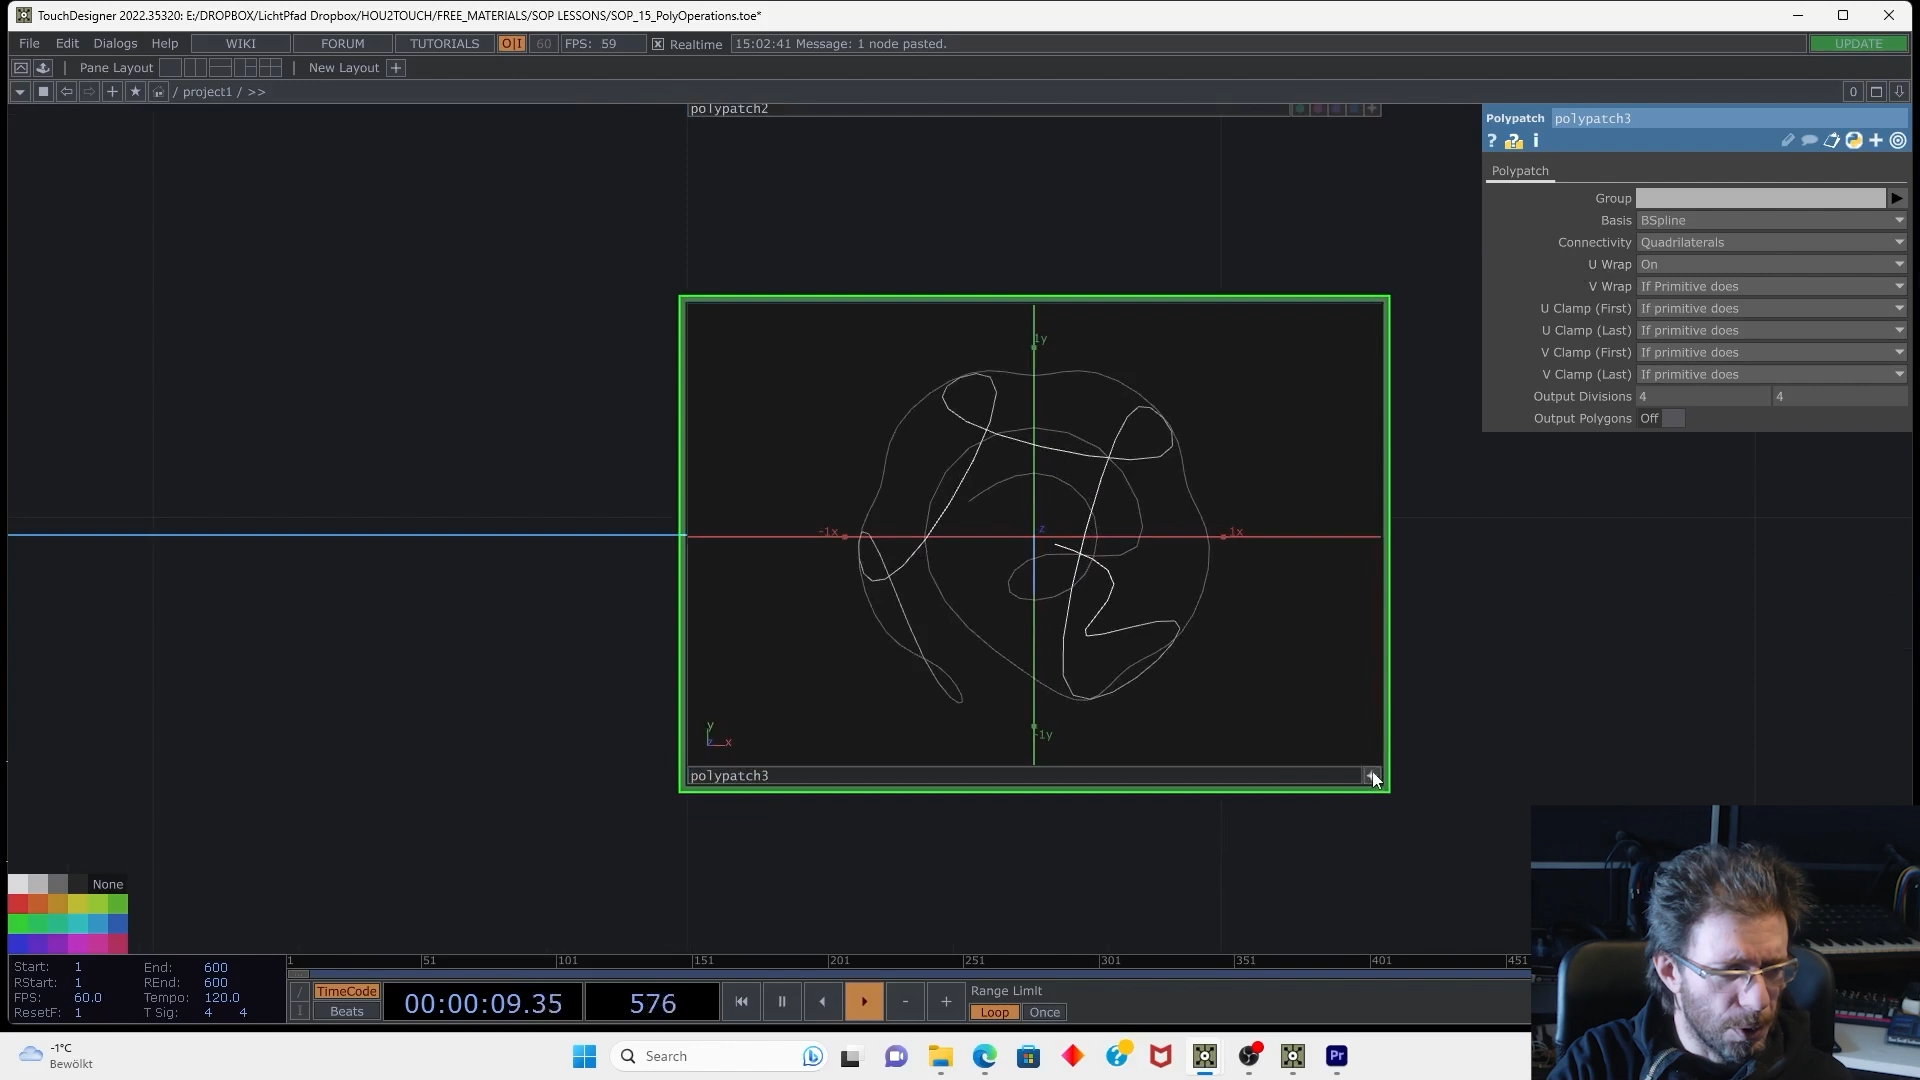 TouchDesigner 2022.35320: E:/DROPBOX/LichtPfad Dropbox/HOU2TOUCH/FREE_MATERIALS/SOP LESSONS/SOP_15_PolyOperations.toe*
File Edit Dialogs Help WIKI FORUM TUTORIALS O|I 60 FPS: 59 Realtime 15:02:41 Message: 1 node pasted. UPDATE
Pane Layout New Layout +
/ project1 / >> 0
polypatch2
Polypatch polypatch3
Polypatch
Group
Basis BSpline
Connectivity Quadrilaterals
U Wrap On
V Wrap If Primitive does
U Clamp (First) If primitive does
U Clamp (Last) If primitive does
V Clamp (First) If primitive does
V Clamp (Last) If primitive does
Output Divisions 4 4
Output Polygons Off
1y
-1x z 1x
-1y
y
z x
polypatch3
None
1 51 101 151 201 251 301 351 401 451
Start: 1 End: 600
RStart: 1 REnd: 600
FPS: 60.0 Tempo: 120.0
ResetF: 1 T Sig: 4 4
TimeCode
Beats
00:00:09.35 576
Range Limit
Loop Once
-1°C
Bewölkt
Search
Pr